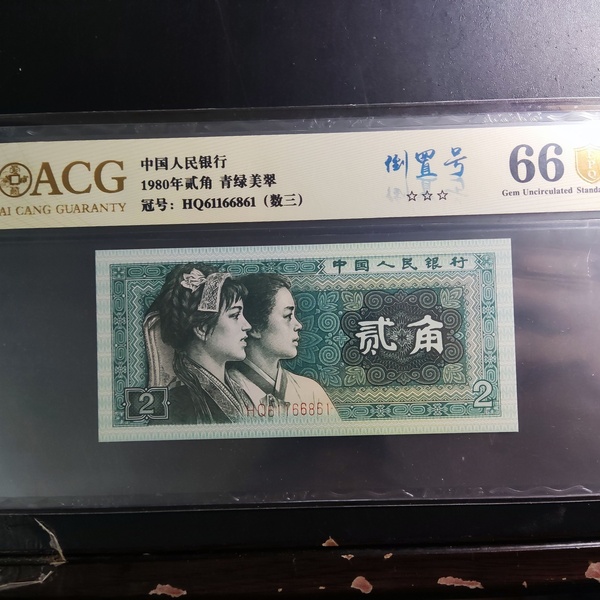 ACG
AI CANG GUARANTY
中国人民银行
1980年贰角 青绿美翠
冠号：HQ61166861（数三）
倒置号
☆☆☆
66
Gem Uncirculated Standa
中国人民银行
贰角
2
HQ61166861
2